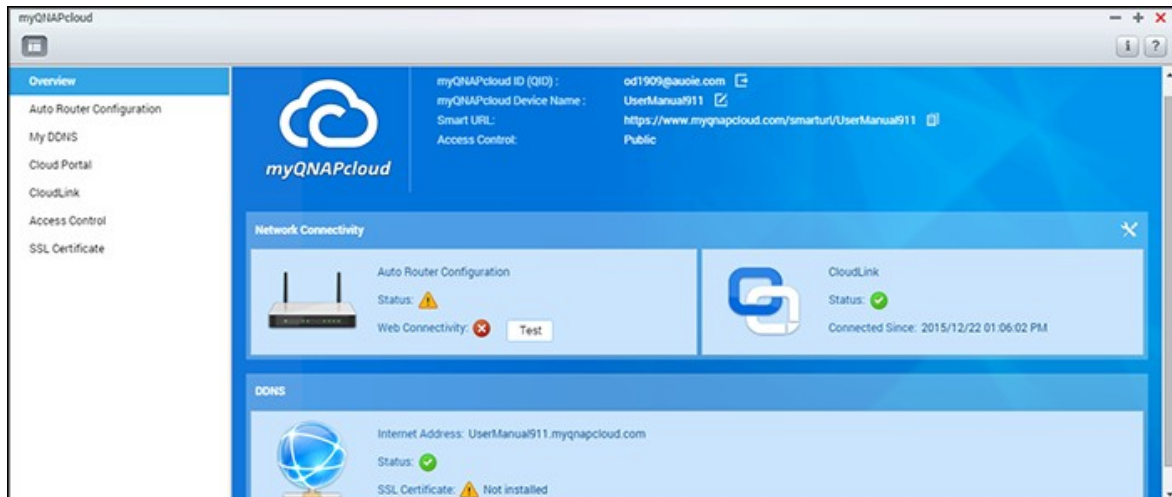 myQNAPcloud
Overview
Auto Router Configuration
My DDNS
Cloud Portal
CloudLink
Access Control
SSL Certificate
myQNAPcloud
myQNAPcloud ID (QID) : od1909@auoie.com
myQNAPcloud Device Name : UserManual911
Smart URL: https://www.myqnapcloud.com/smarturl/UserManual911
Access Control: Public
Network Connectivity
Auto Router Configuration
Status:
Web Connectivity: Test
CloudLink
Status:
Connected Since: 2015/12/22 01:06:02 PM
DDNS
Internet Address: UserManual911.myqnapcloud.com
Status:
SSL Certificate: Not installed